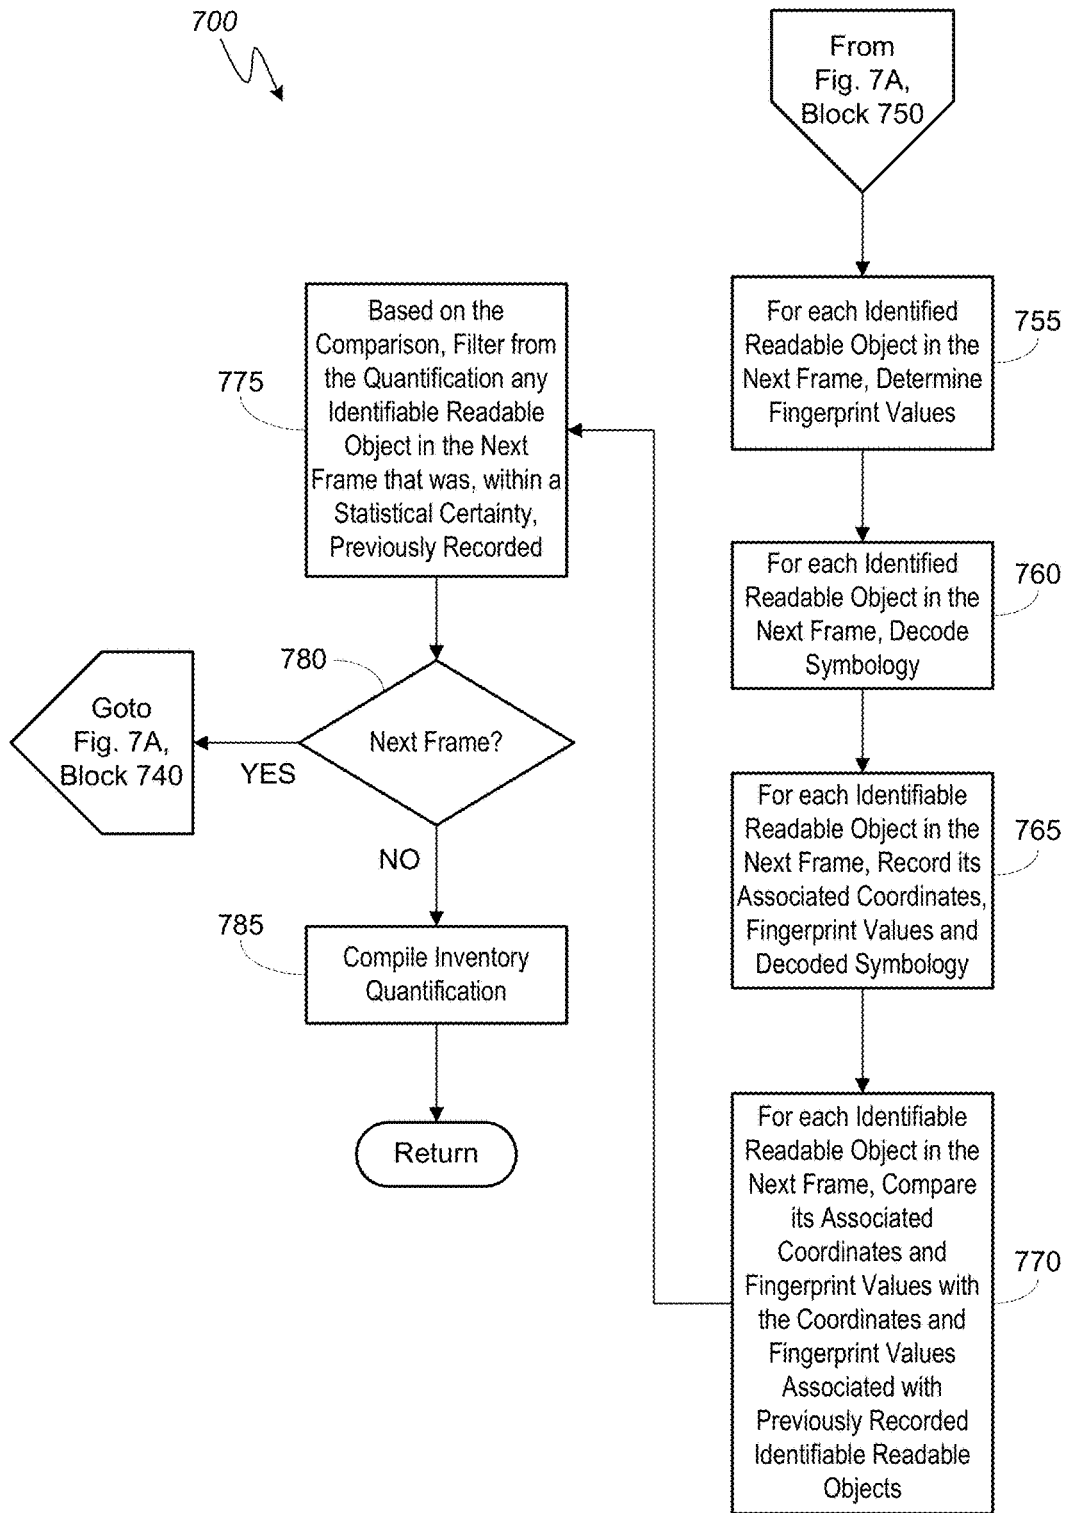 700
From
Fig. 7A,
Block 750
For each Identified
Readable Object in the
Next Frame, Determine
Fingerprint Values
755
For each Identified
Readable Object in the
Next Frame, Decode
Symbology
760
For each Identifiable
Readable Object in the
Next Frame, Record its
Associated Coordinates,
Fingerprint Values and
Decoded Symbology
765
For each Identifiable
Readable Object in the
Next Frame, Compare
its Associated
Coordinates and
Fingerprint Values with
the Coordinates and
Fingerprint Values
Associated with
Previously Recorded
Identifiable Readable
Objects
770
Based on the
Comparison, Filter from
the Quantification any
Identifiable Readable
Object in the Next
Frame that was, within a
Statistical Certainty,
Previously Recorded
775
780
Next Frame?
YES
Goto
Fig. 7A,
Block 740
NO
785
Compile Inventory
Quantification
Return